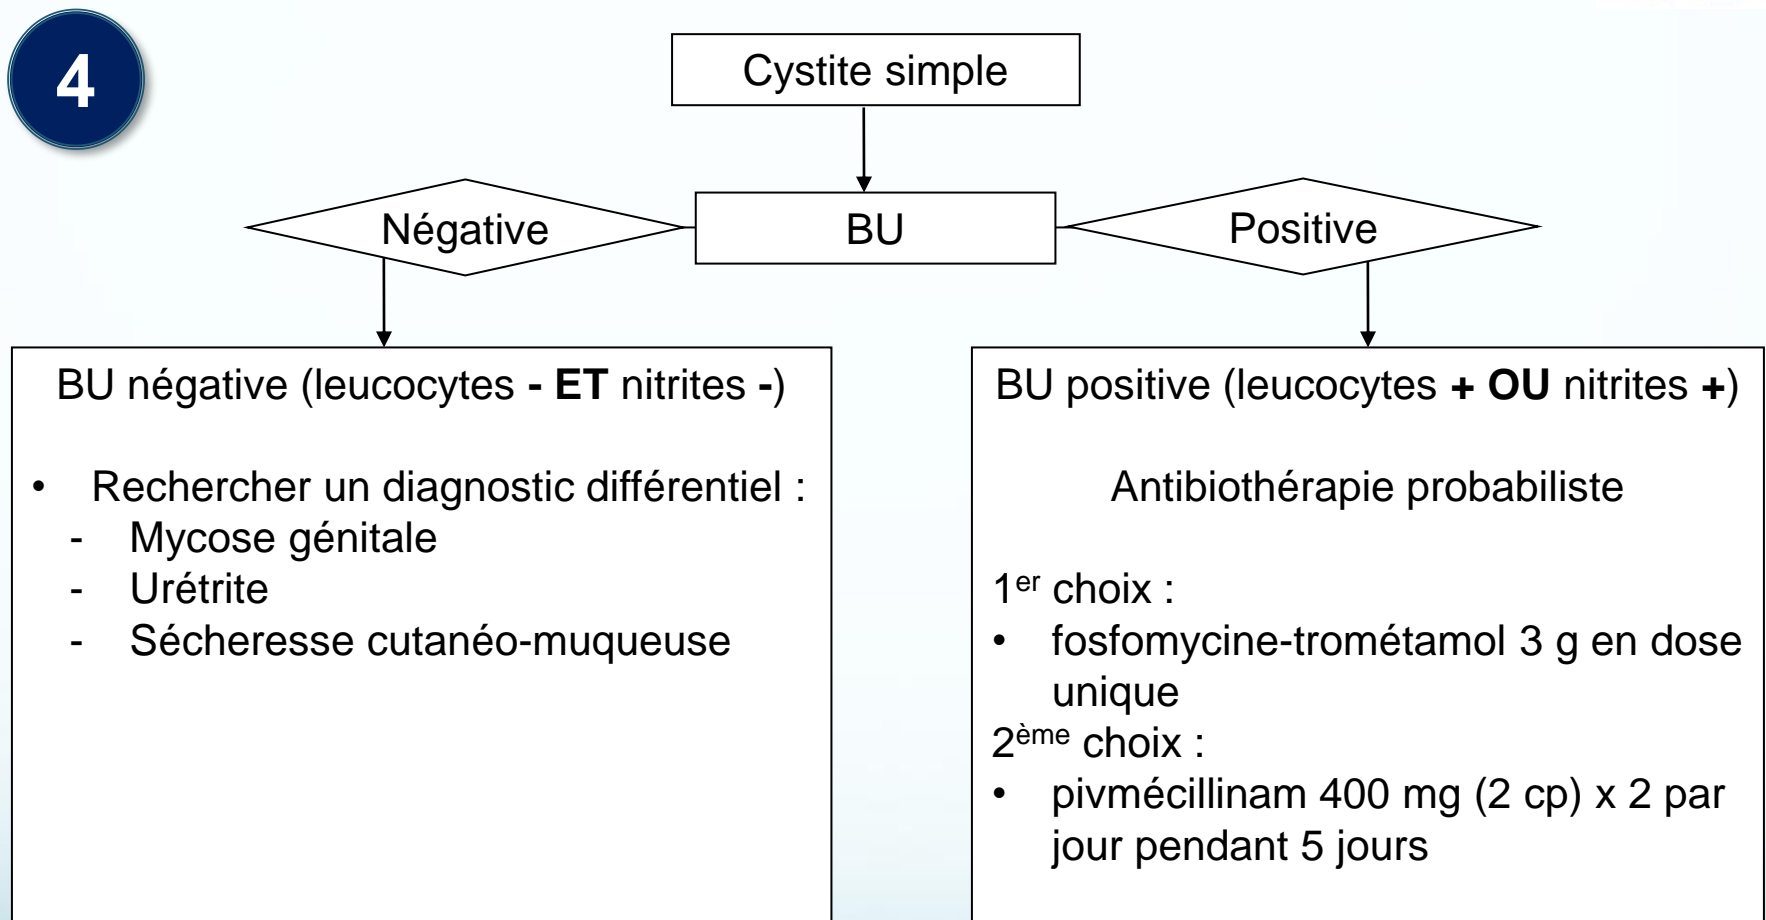 4
Cystite simple
Négative
BU
Positive
BU négative (leucocytes - ET nitrites -)
• Rechercher un diagnostic différentiel :
- Mycose génitale
- Urétrite
- Sécheresse cutanéo-muqueuse
BU positive (leucocytes + OU nitrites +)
Antibiothérapie probabiliste
1er choix :
• fosfomycine-trométamol 3 g en dose
unique
2ème choix :
• pivmécillinam 400 mg (2 cp) x 2 par
jour pendant 5 jours